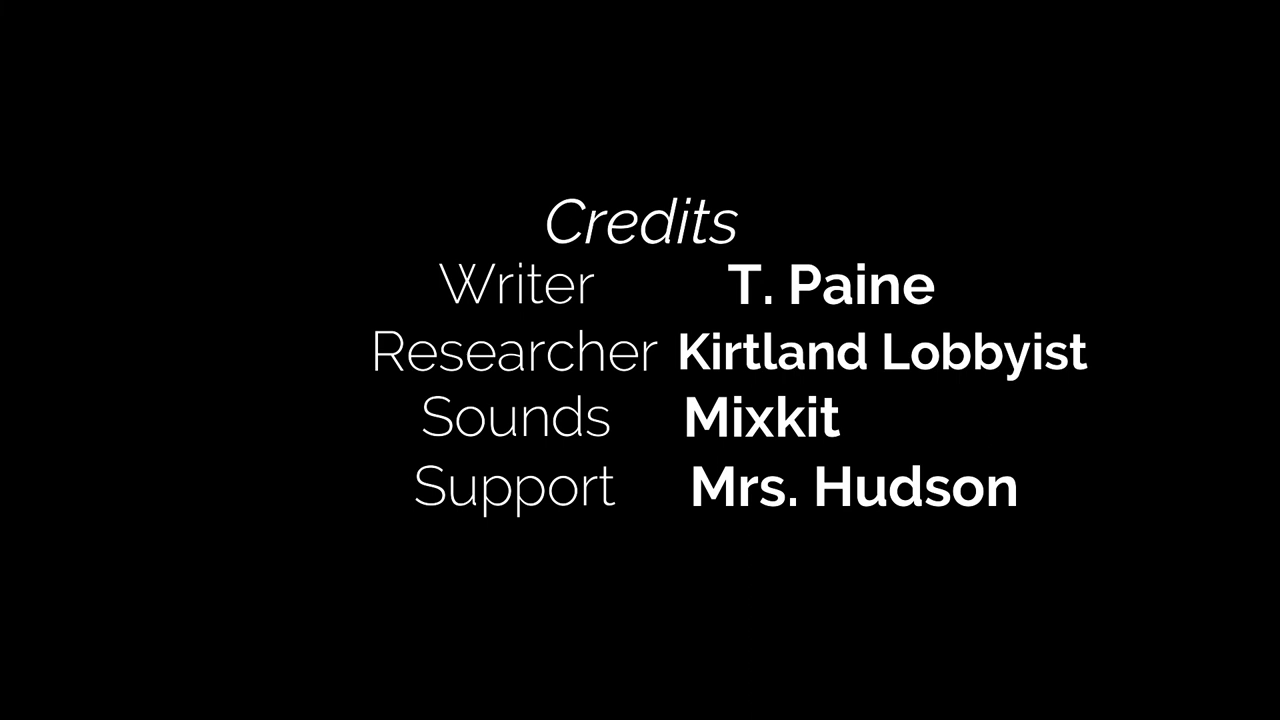 Credits
Writer T. Paine
Researcher Kirtland Lobbyist
Sounds Mixkit
Support Mrs. Hudson